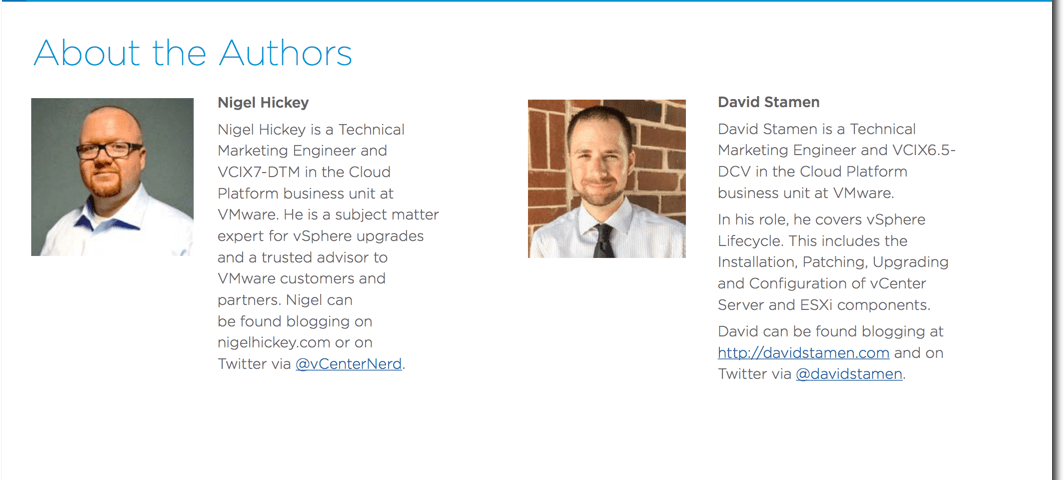 About the Authors
Nigel Hickey
Nigel Hickey is a Technical
Marketing Engineer and
VCIX7-DTM in the Cloud
Platform business unit at
VMware. He is a subject matter
expert for vSphere upgrades
and a trusted advisor to
VMware customers and
partners. Nigel can
be found blogging on
nigelhickey.com or on
Twitter via @vCenterNerd.
David Stamen
David Stamen is a Technical
Marketing Engineer and VCIX6.5-
DCV in the Cloud Platform
business unit at VMware.
In his role, he covers vSphere
Lifecycle. This includes the
Installation, Patching, Upgrading
and Configuration of vCenter
Server and ESXi components.
David can be found blogging at
http://davidstamen.com and on
Twitter via @davidstamen.